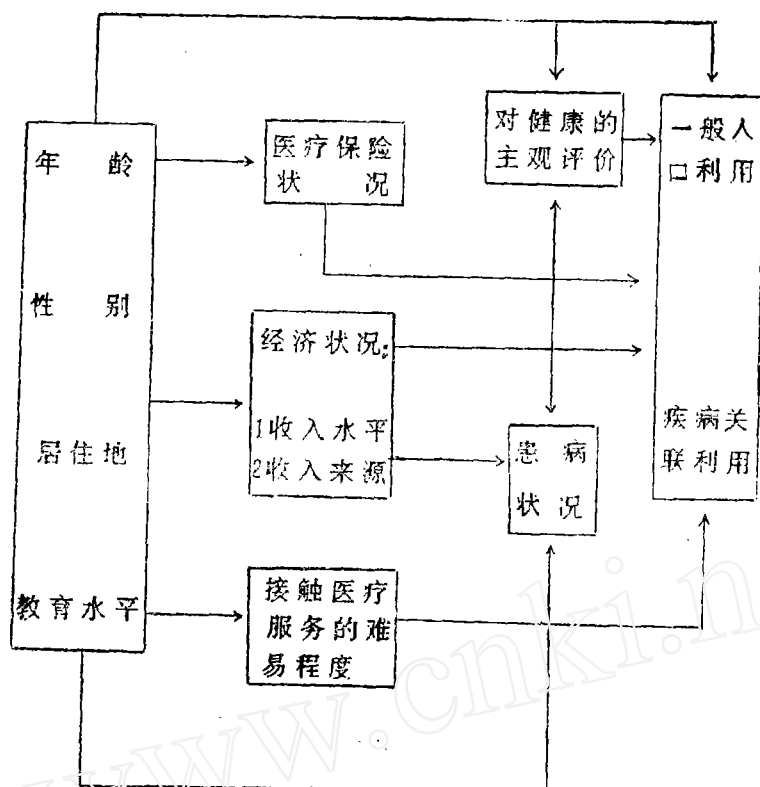 年 龄
性 别
居住地
教育水平
医疗保险
状 况
经济状况:
1收入水平
2收入来源
接触医疗
服务的难
易程度
对健康的
主观评价
患 病
状 况
一般人
口利用
疾病关
联利用
www.cnki.n